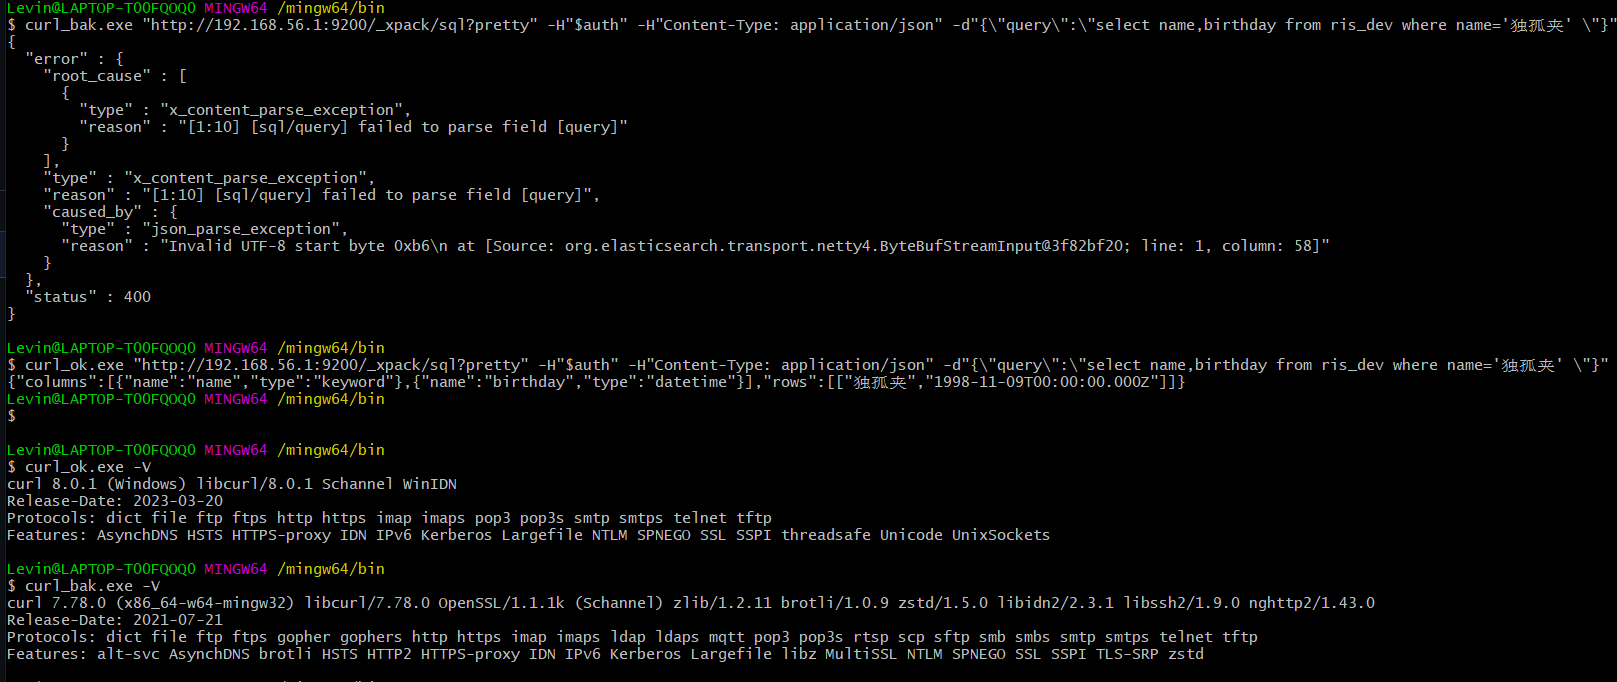 Levin@LAPTOP-TOOFQOQO MINGW64 /mingw64/bin
$ curl_bak.exe "http://192.168.56.1:9200/_xpack/sql?pretty" -H"$auth" -H"Content-Type: application/json" -d"{\"query\":\"select name,birthday from ris_dev where name='独孤夹' \"}"
{
  "error" : {
    "root_cause" : [
      {
        "type" : "x_content_parse_exception",
        "reason" : "[1:10] [sql/query] failed to parse field [query]"
      }
    ],
    "type" : "x_content_parse_exception",
    "reason" : "[1:10] [sql/query] failed to parse field [query]",
    "caused_by" : {
      "type" : "json_parse_exception",
      "reason" : "Invalid UTF-8 start byte 0xb6\n at [Source: org.elasticsearch.transport.netty4.ByteBufStreamInput@3f82bf20; line: 1, column: 58]"
    }
  },
  "status" : 400
}
Levin@LAPTOP-TOOFQOQO MINGW64 /mingw64/bin
$ curl_ok.exe "http://192.168.56.1:9200/_xpack/sql?pretty" -H"$auth" -H"Content-Type: application/json" -d"{\"query\":\"select name,birthday from ris_dev where name='独孤夹' \"}"
{"columns":[{"name":"name","type":"keyword"},{"name":"birthday","type":"datetime"}],"rows":[["独孤夹","1998-11-09T00:00:00.000Z"]]}
Levin@LAPTOP-TOOFQOQO MINGW64 /mingw64/bin
$
Levin@LAPTOP-TOOFQOQO MINGW64 /mingw64/bin
$ curl_ok.exe -V
curl 8.0.1 (Windows) libcurl/8.0.1 Schannel WinIDN
Release-Date: 2023-03-20
Protocols: dict file ftp ftps http https imap imaps pop3 pop3s smtp smtps telnet tftp
Features: AsynchDNS HSTS HTTPS-proxy IDN IPv6 Kerberos Largefile NTLM SPNEGO SSL SSPI threadsafe Unicode UnixSockets
Levin@LAPTOP-TOOFQOQO MINGW64 /mingw64/bin
$ curl_bak.exe -V
curl 7.78.0 (x86_64-w64-mingw32) libcurl/7.78.0 OpenSSL/1.1.1k (Schannel) zlib/1.2.11 brotli/1.0.9 zstd/1.5.0 libidn2/2.3.1 libssh2/1.9.0 nghttp2/1.43.0
Release-Date: 2021-07-21
Protocols: dict file ftp ftps gopher gophers http https imap imaps ldap ldaps mqtt pop3 pop3s rtsp scp sftp smb smbs smtp smtps telnet tftp
Features: alt-svc AsynchDNS brotli HSTS HTTP2 HTTPS-proxy IDN IPv6 Kerberos Largefile libz MultiSSL NTLM SPNEGO SSL SSPI TLS-SRP zstd